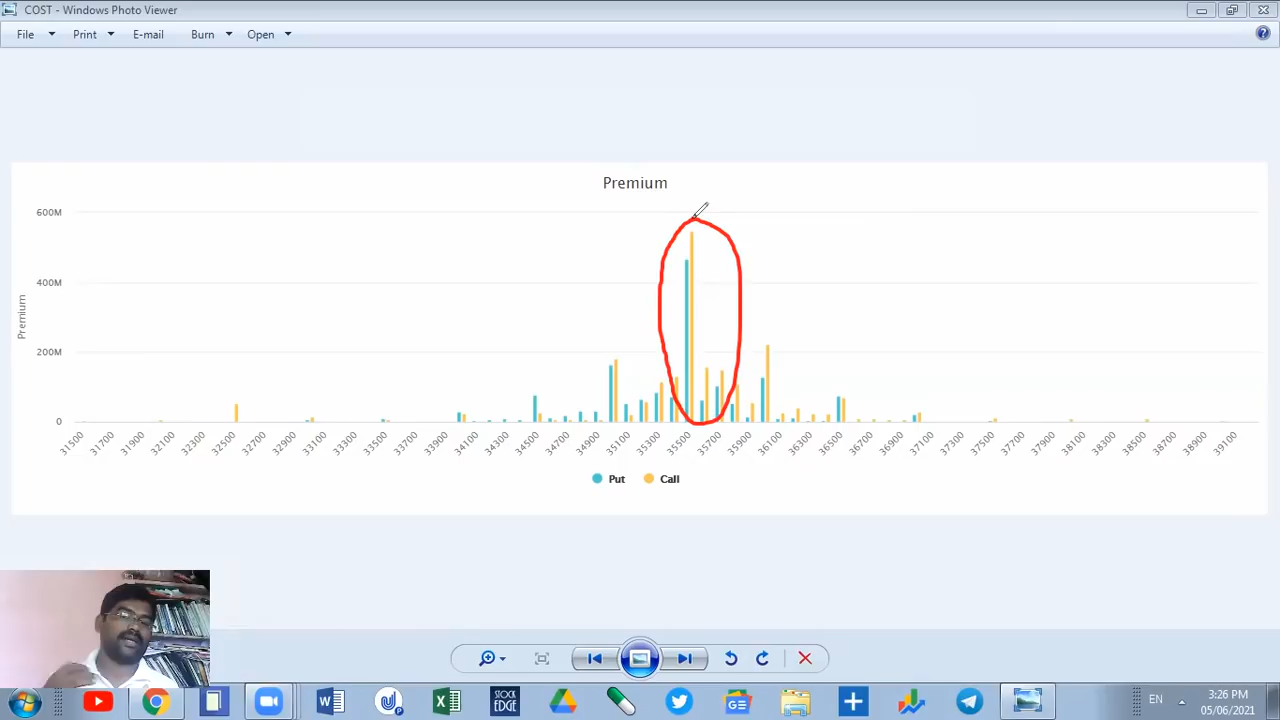 COST - Windows Photo Viewer
File Print E-mail Burn Open
Premium
600M
400M
200M
0
Premium
31500 31700 31900 32100 32300 32500 32700 32900 33100 33300 33500 33700 33900 34100 34300 34500 34700 34900 35100 35300 35500 35700 35900 36100 36300 36500 36700 36900 37100 37300 37500 37700 37900 38100 38300 38500 38700 38900 39100
Put Call
W X STOCK EDGE GE EN 3:26 PM
05/06/2021